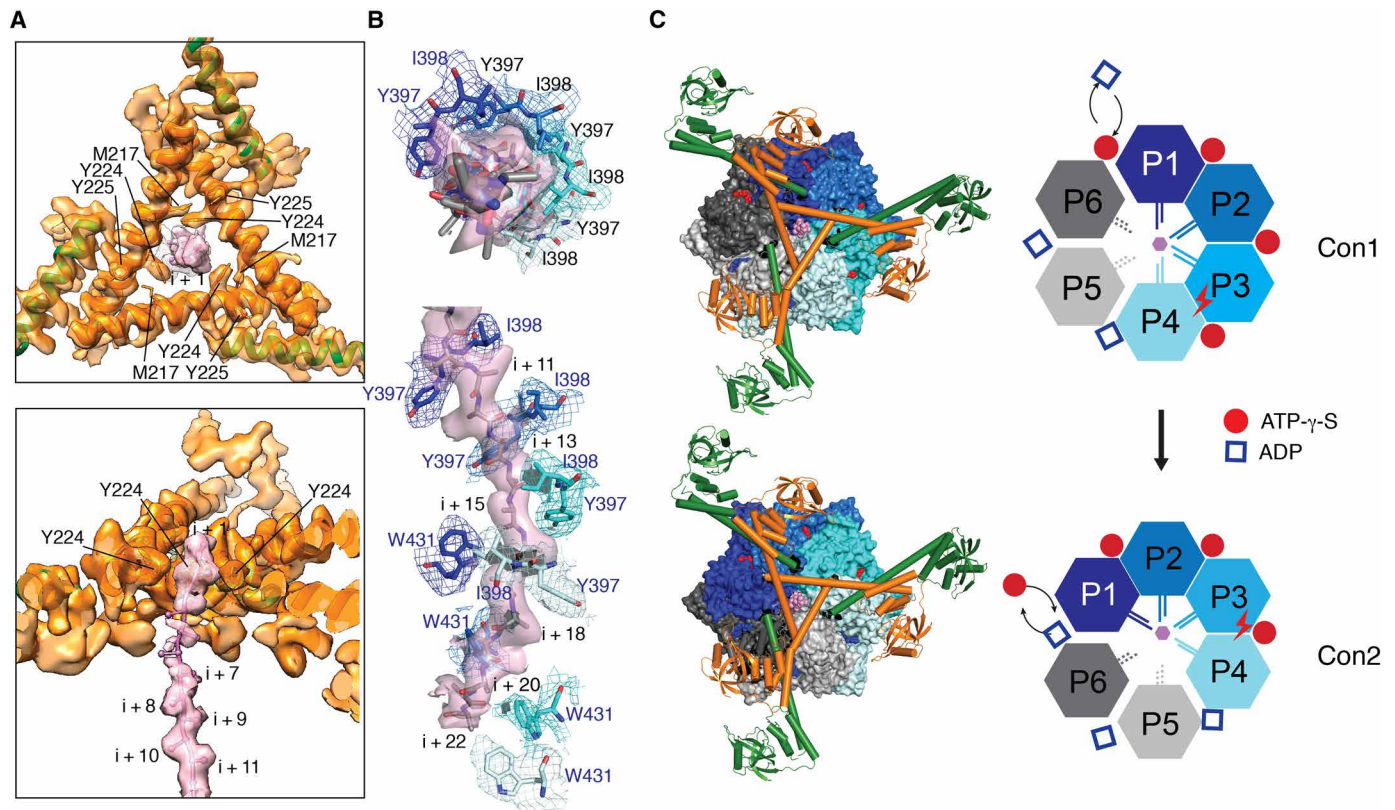 A
M217
Y224
Y225
Y225
Y224
M217
i + 1
Y224
M217 Y225
Y224
Y224
i + 1
Y224
i + 7
i + 8
i + 9
i + 10
i + 11
B
I398
Y397
I398
Y397
Y397
I398
Y397
I398
I398
i + 11
I398
Y397
i + 13
Y397
I398
i + 15
Y397
W431
I398
Y397
W431
i + 18
i + 20
i + 22
W431
W431
C
P1
P6
P2
Con1
P5
P3
P4
ATP-γ-S
ADP
P2
P1
P3
Con2
P6
P4
P5